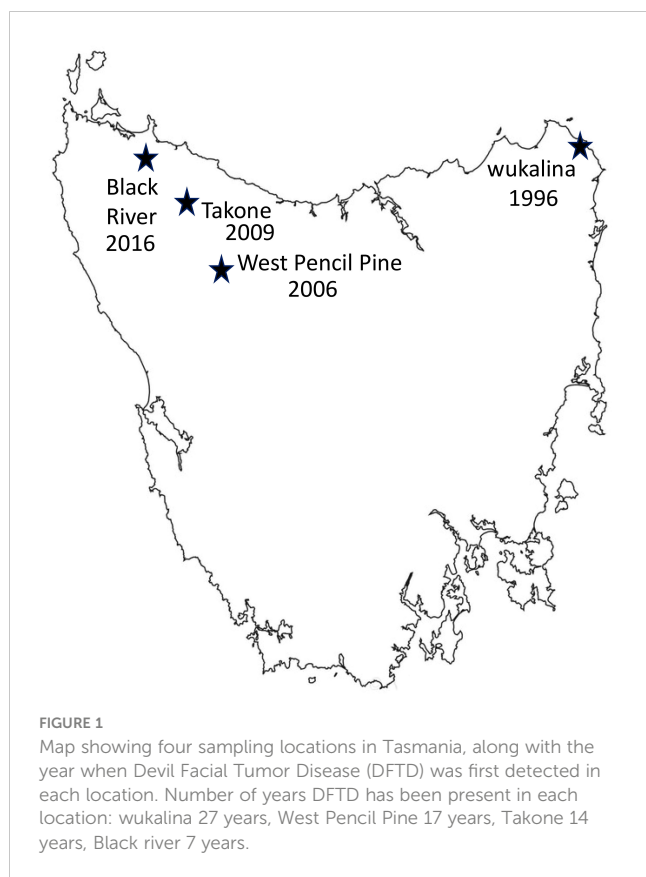 wukalina
1996
Black
River
2016
Takone
2009
West Pencil Pine
2006
FIGURE 1
Map showing four sampling locations in Tasmania, along with the
year when Devil Facial Tumor Disease (DFTD) was first detected in
each location. Number of years DFTD has been present in each
location: wukalina 27 years, West Pencil Pine 17 years, Takone 14
years, Black river 7 years.